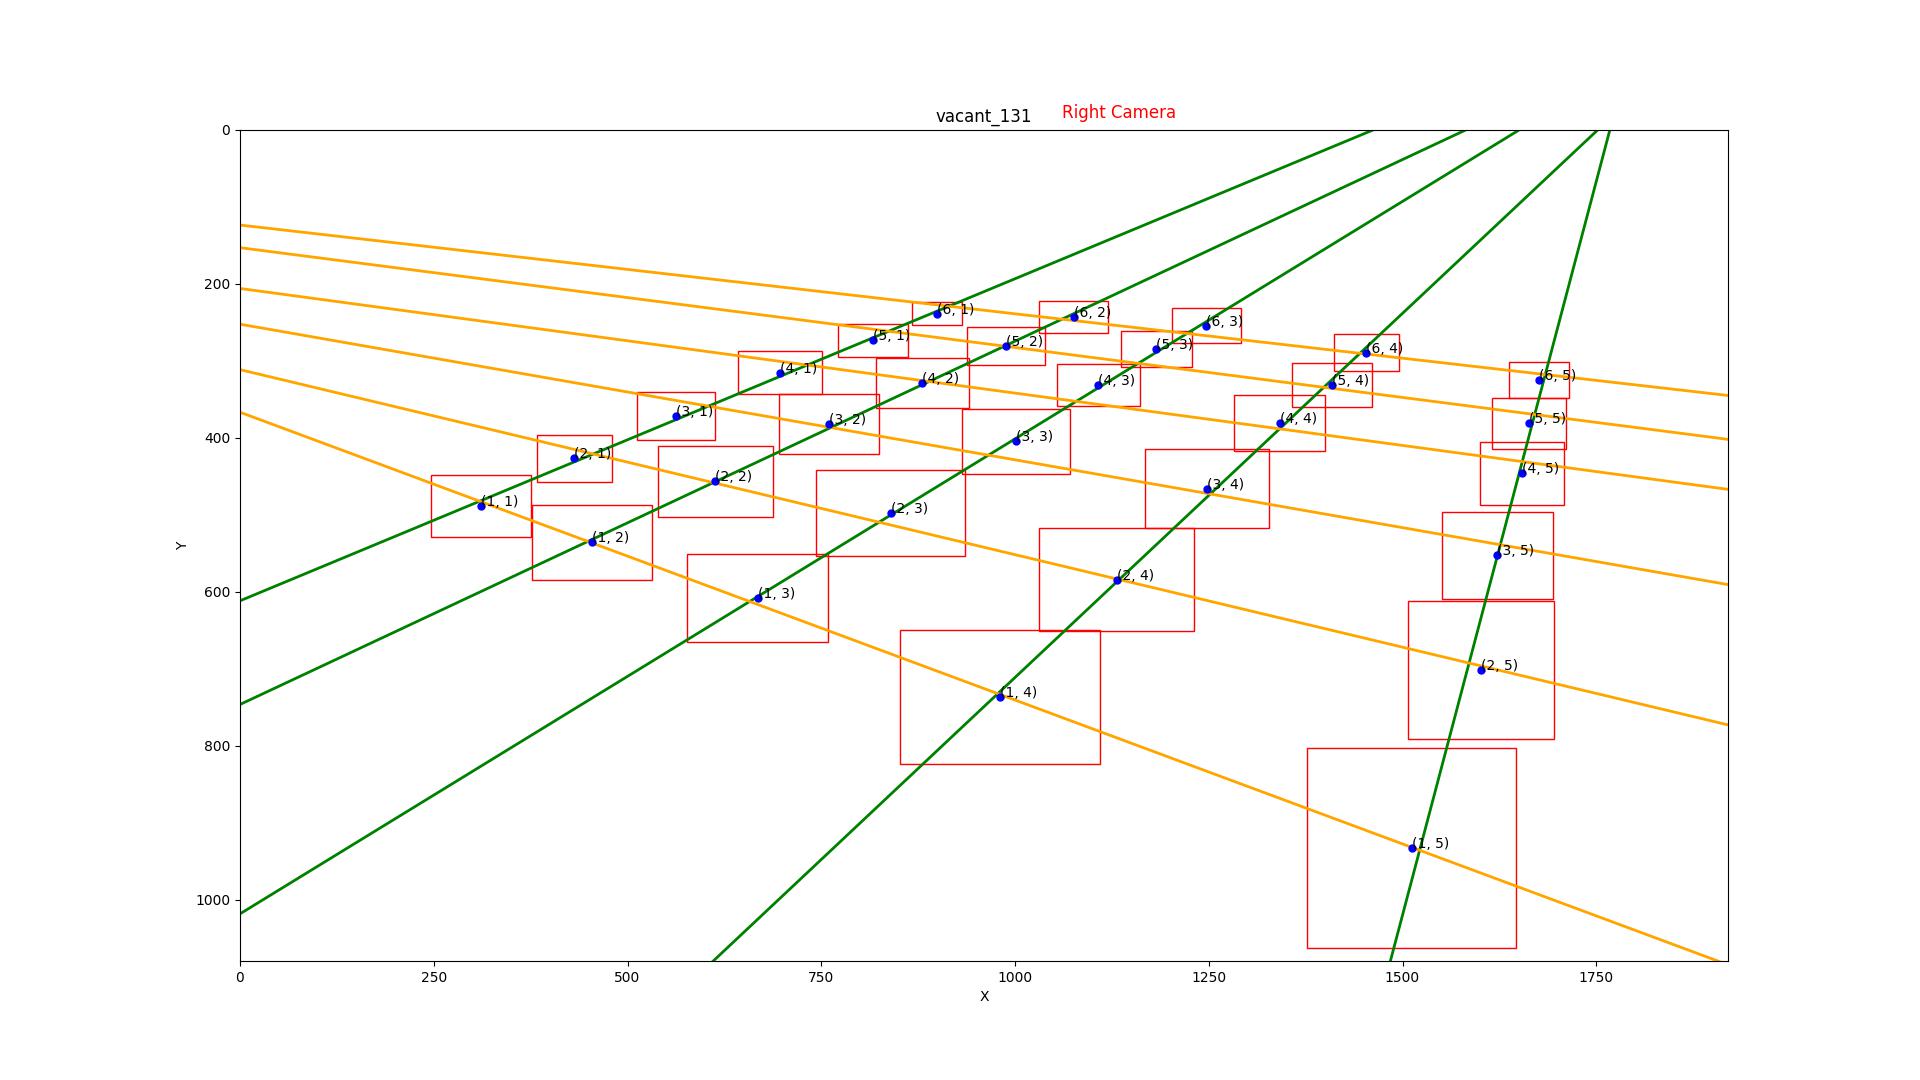 vacant_131 Right Camera
0
200
400
600
800
1000
Y
(6, 1) (6, 2) (6, 3) (6, 4) (6, 5)
(5, 1) (5, 2) (5, 3) (5, 4) (5, 5)
(4, 1) (4, 2) (4, 3) (4, 4) (4, 5)
(3, 1) (3, 2) (3, 3) (3, 4) (3, 5)
(2, 1) (2, 2) (2, 3) (2, 4) (2, 5)
(1, 1) (1, 2) (1, 3) (1, 4) (1, 5)
0 250 500 750 1000 1250 1500 1750
X